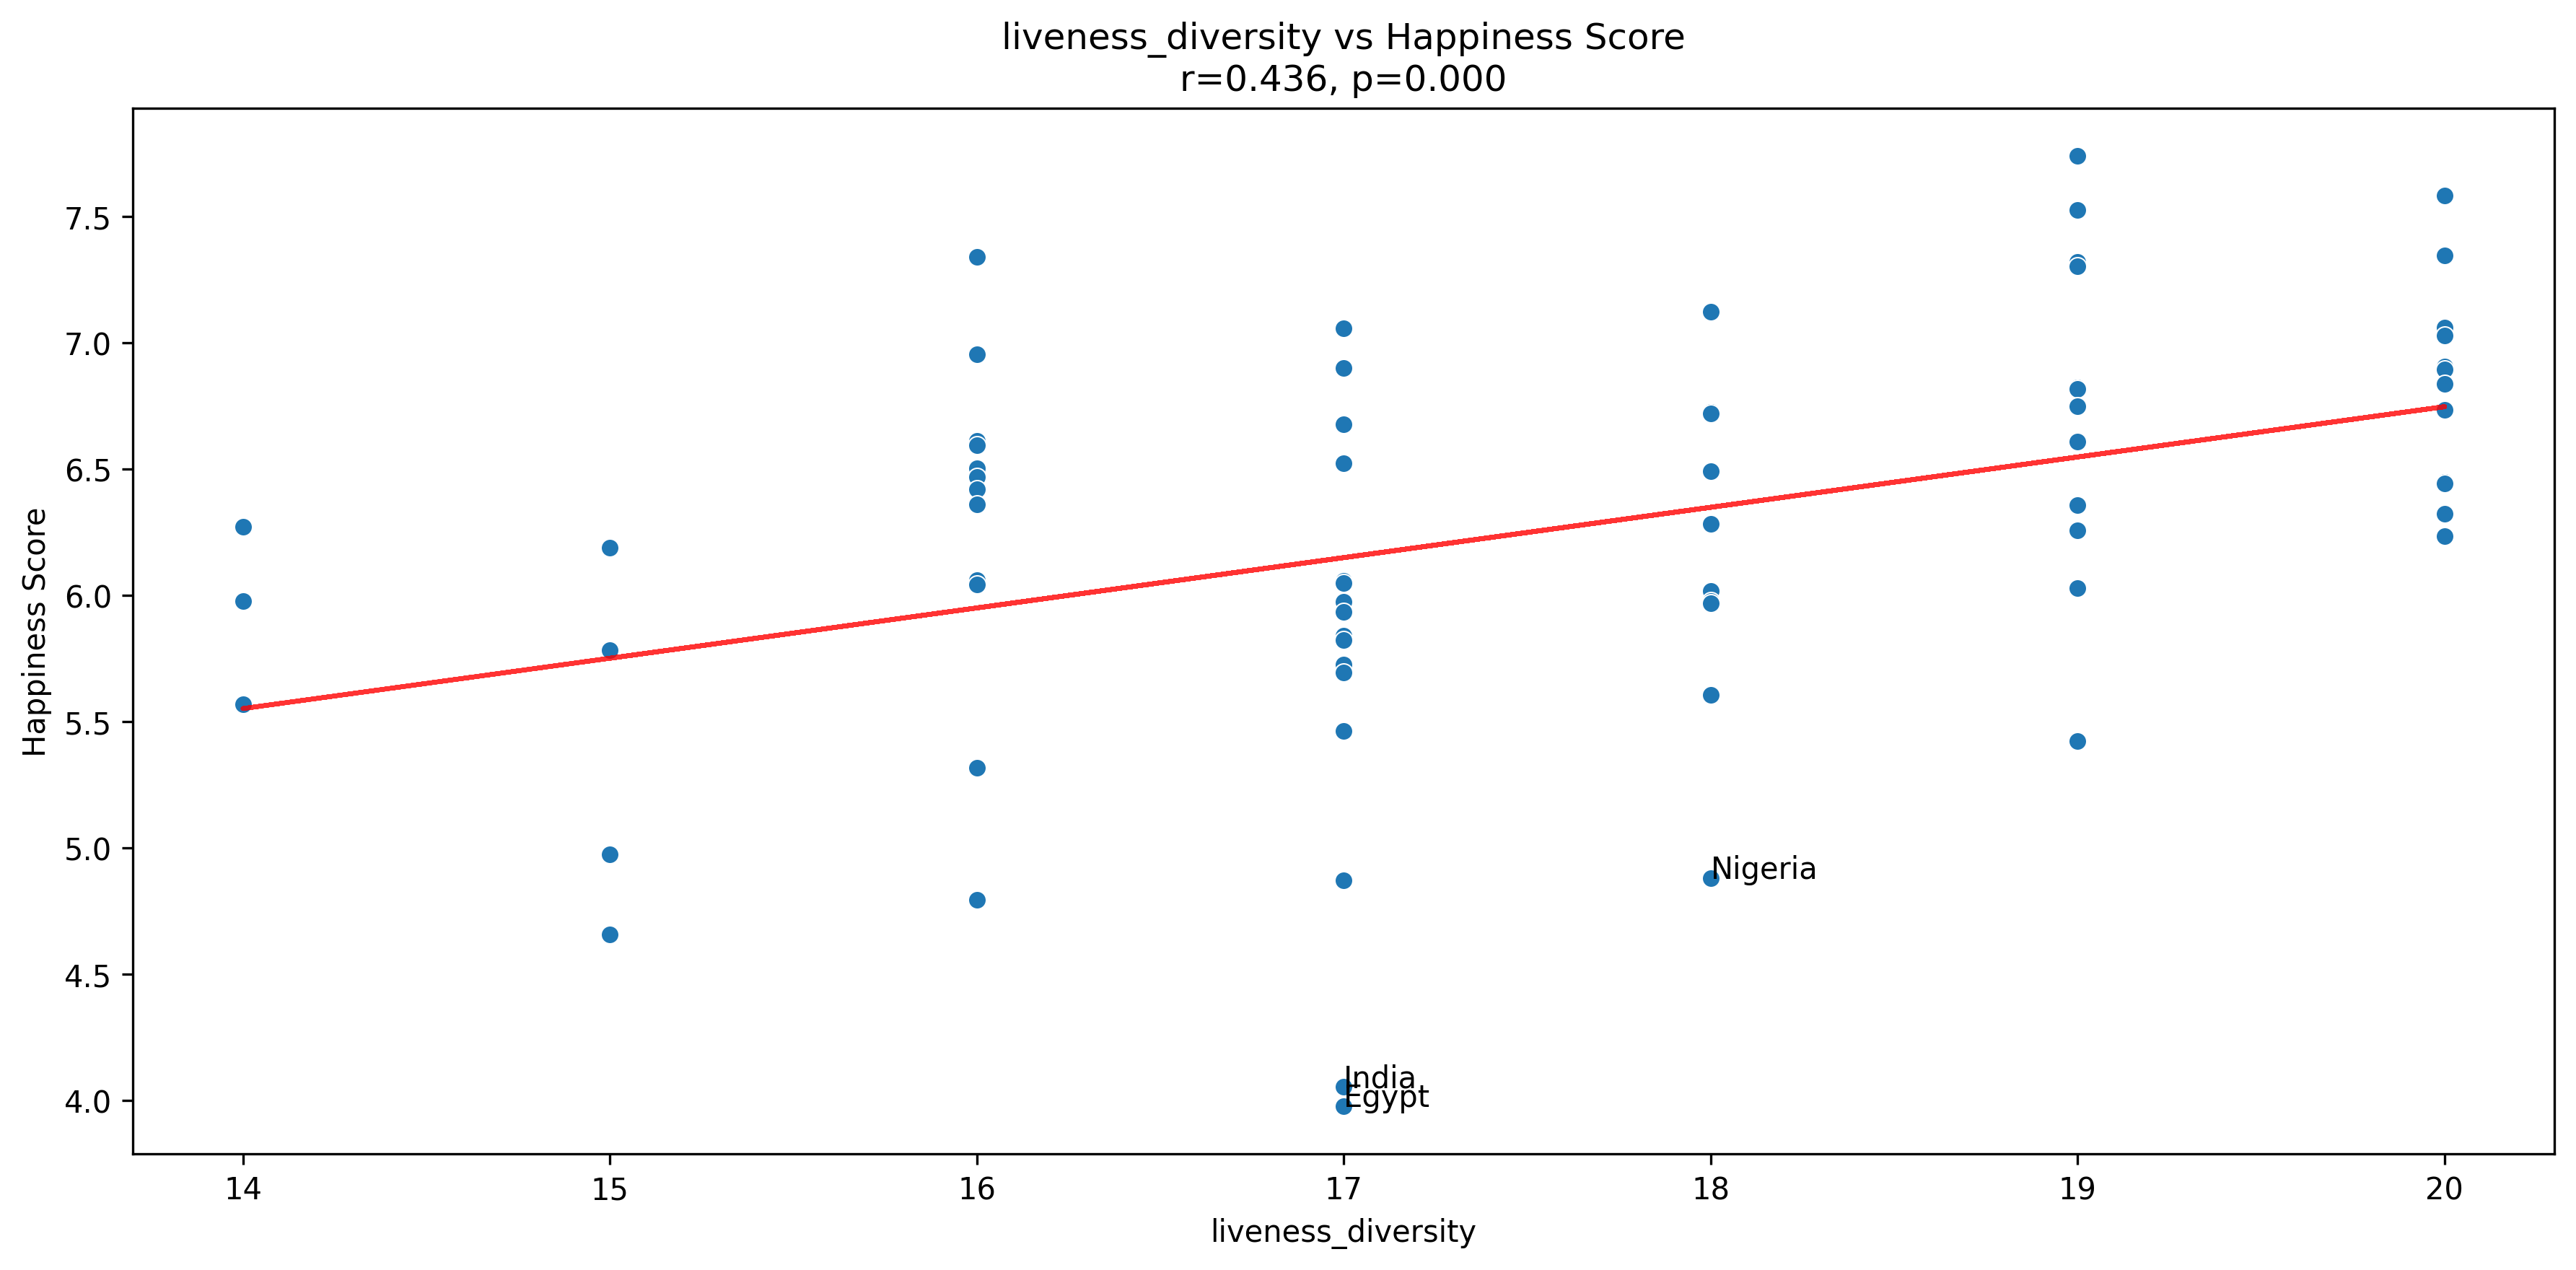 liveness_diversity vs Happiness Score
r=0.436, p=0.000
Happiness Score
7.5
7.0
6.5
6.0
5.5
5.0
4.5
4.0
Nigeria
India
Egypt
14 15 16 17 18 19 20
liveness_diversity